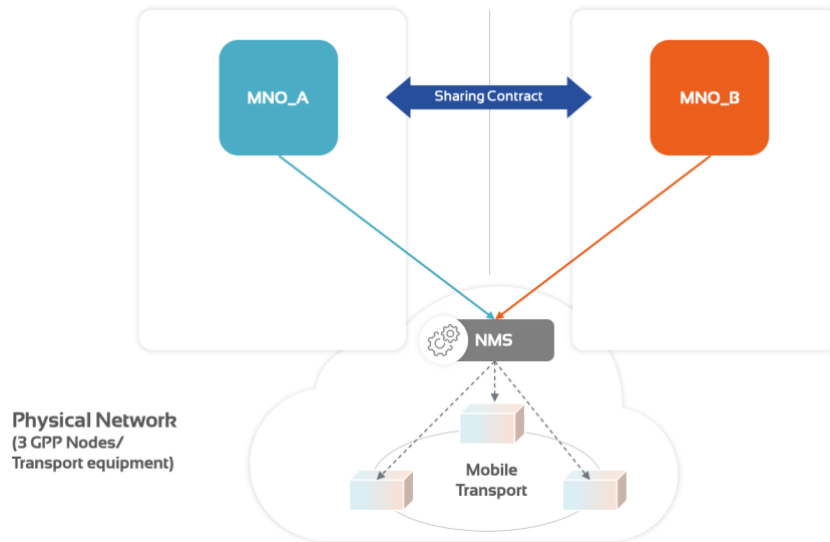 MNO_A
Sharing Contract
MNO_B
NMS
Physical Network
(3 GPP Nodes/
Transport equipment)
Mobile
Transport